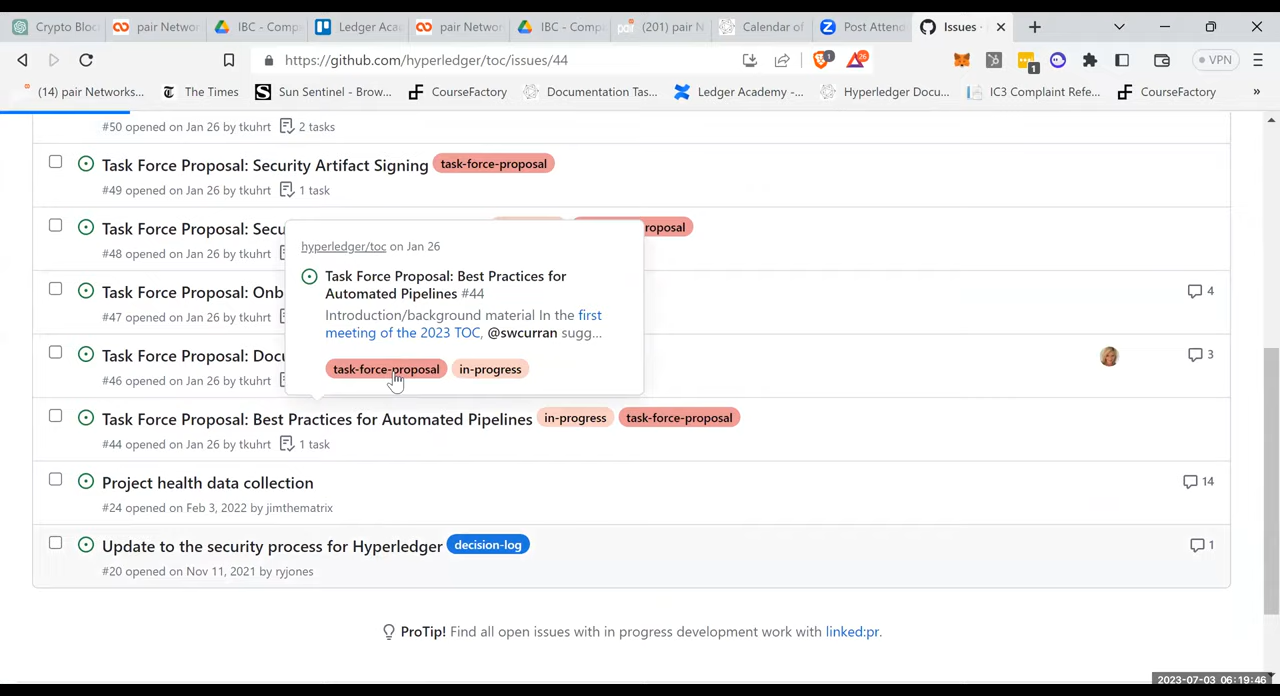 Crypto Bloc
pair Networ
IBC - Comp
Ledger Aca
pair Networ
IBC - Comp
(201) pair N
Calendar of
Post Attend
Issues ·
https://github.com/hyperledger/toc/issues/44
1
26
1
VPN
(14) pair Networks...
The Times
Sun Sentinel - Brow...
CourseFactory
Documentation Tas...
Ledger Academy -...
Hyperledger Docu...
IC3 Complaint Refe...
CourseFactory
»
#50 opened on Jan 26 by tkuhrt 2 tasks
Task Force Proposal: Security Artifact Signing task-force-proposal
#49 opened on Jan 26 by tkuhrt 1 task
Task Force Proposal: Secu
roposal
#48 opened on Jan 26 by tkuhrt
hyperledger/toc on Jan 26
Task Force Proposal: Best Practices for
Automated Pipelines #44
Introduction/background material In the first
meeting of the 2023 TOC, @swcurran sugg...
task-force-proposal in-progress
Task Force Proposal: Onb
4
#47 opened on Jan 26 by tkuhrt
Task Force Proposal: Docu
3
#46 opened on Jan 26 by tkuhrt
Task Force Proposal: Best Practices for Automated Pipelines in-progress task-force-proposal
#44 opened on Jan 26 by tkuhrt 1 task
Project health data collection
14
#24 opened on Feb 3, 2022 by jimthematrix
Update to the security process for Hyperledger decision-log
1
#20 opened on Nov 11, 2021 by ryjones
ProTip! Find all open issues with in progress development work with linked:pr.
2023-07-03 06:19:46